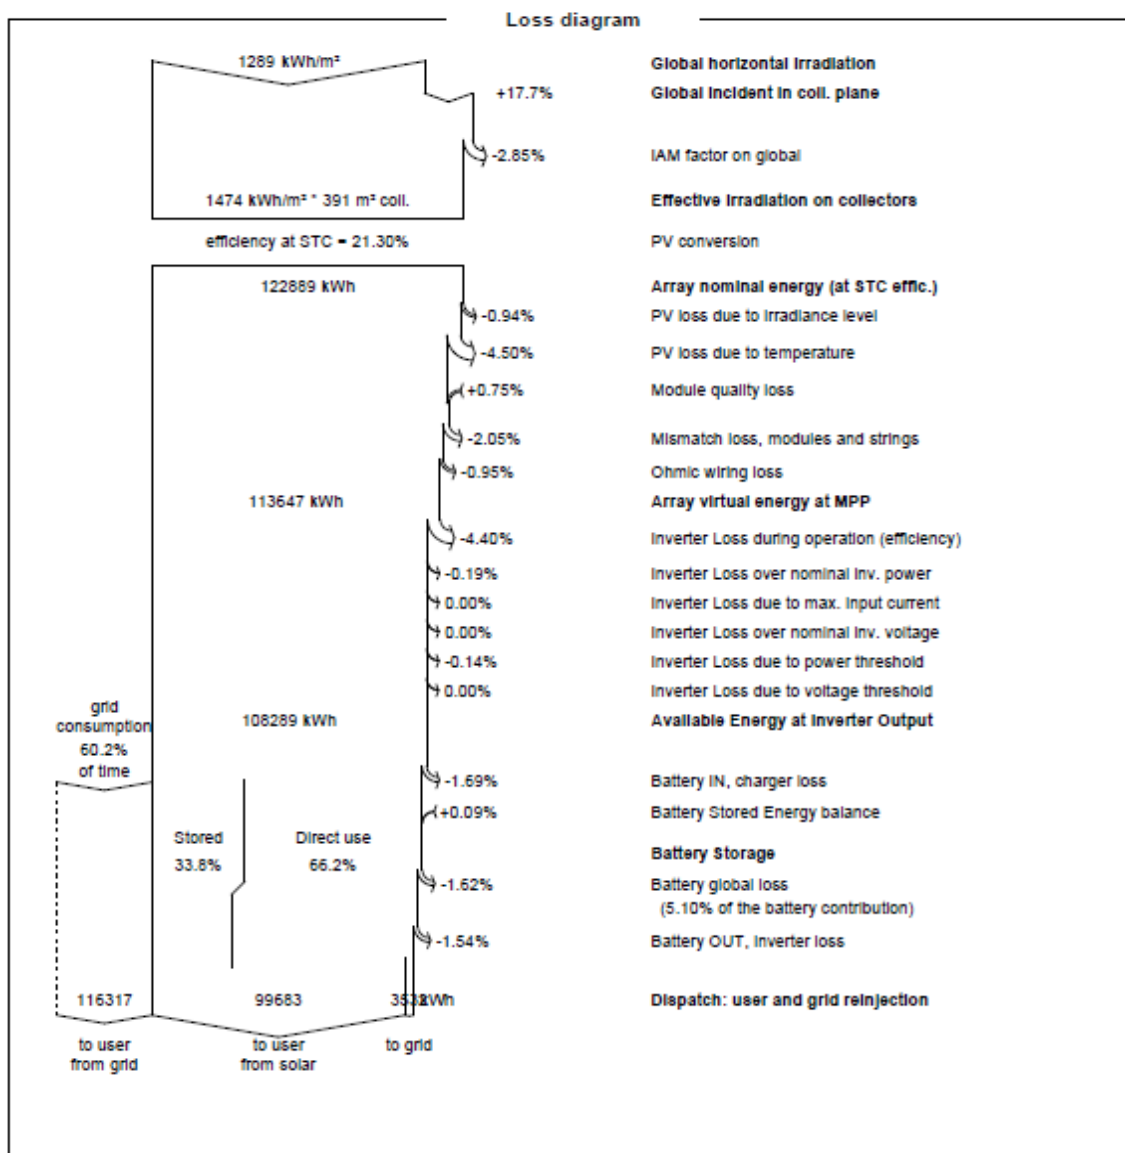 Loss diagram
1289 kWh/m²
Global horizontal irradiation
+17.7%
Global incident in coll. plane
-2.85%
IAM factor on global
1474 kWh/m² * 391 m² coll.
Effective irradiation on collectors
efficiency at STC = 21.30%
PV conversion
122889 kWh
Array nominal energy (at STC effic.)
-0.94%
PV loss due to irradiance level
-4.50%
PV loss due to temperature
+0.75%
Module quality loss
-2.05%
Mismatch loss, modules and strings
-0.95%
Ohmic wiring loss
113647 kWh
Array virtual energy at MPP
-4.40%
Inverter Loss during operation (efficiency)
-0.19%
Inverter Loss over nominal inv. power
0.00%
Inverter Loss due to max. input current
0.00%
Inverter Loss over nominal inv. voltage
-0.14%
Inverter Loss due to power threshold
0.00%
Inverter Loss due to voltage threshold
grid
consumption
60.2%
of time
108289 kWh
Available Energy at Inverter Output
-1.69%
Battery IN, charger loss
+0.09%
Battery Stored Energy balance
Stored
33.8%
Direct use
66.2%
Battery Storage
-1.62%
Battery global loss
(5.10% of the battery contribution)
-1.54%
Battery OUT, inverter loss
116317
99683
kWh
Dispatch: user and grid reinjection
to user
from grid
to user
from solar
to grid